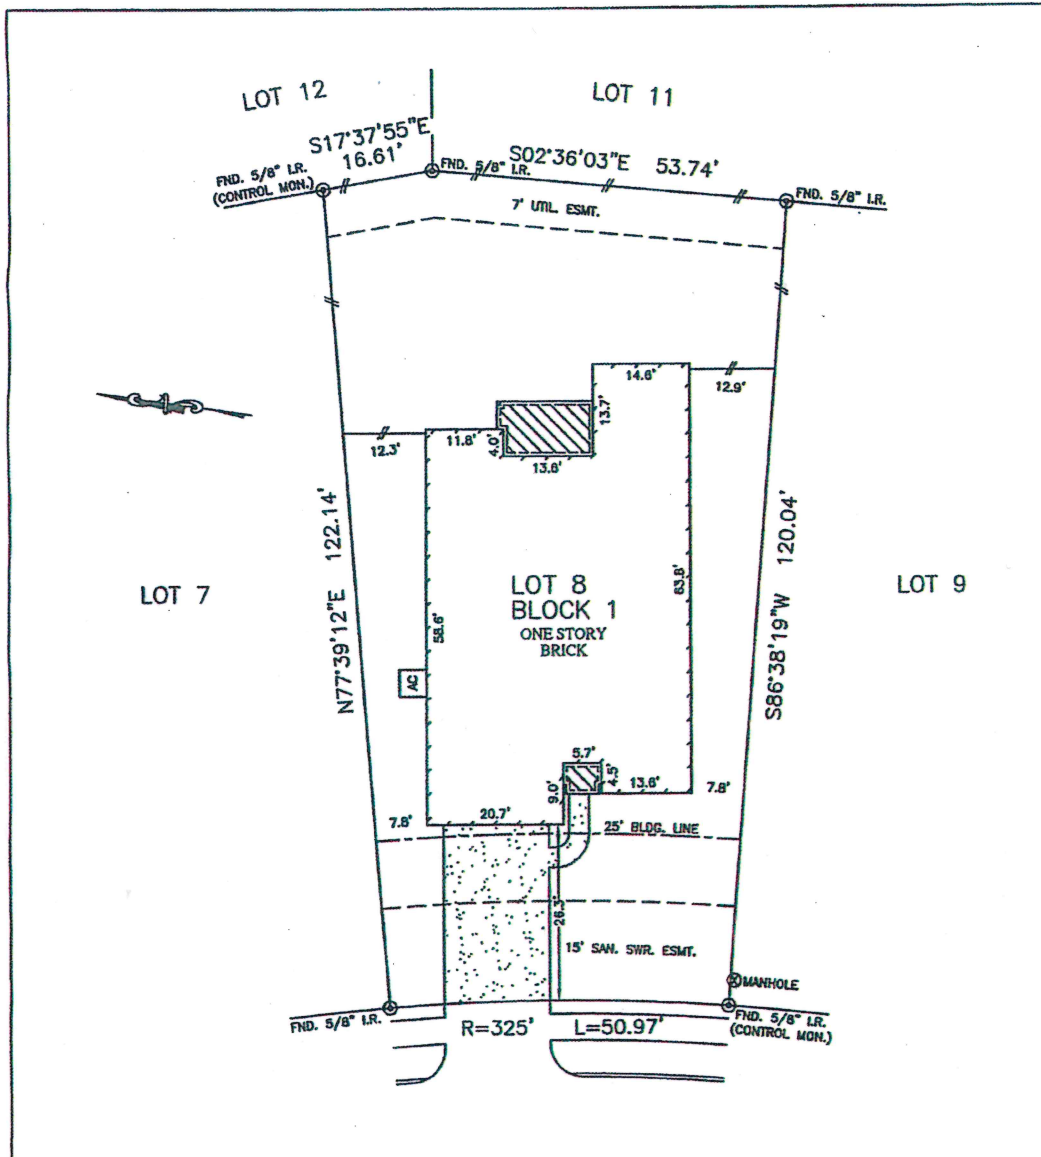 LOT 12
LOT 11
S17°37'55"E
16.61'
S02°36'03"E 53.74'
FND. 5/8" I.R.
(CONTROL MON.)
FND. 5/8" I.R.
FND. 5/8" I.R.
7' UTIL. ESMT.
14.6'
12.9'
13.7'
11.8'
4.0'
12.3'
13.6'
N77°39'12"E 122.14'
LOT 7
LOT 8
BLOCK 1
ONE STORY
BRICK
58.6'
63.8'
S86°38'19"W 120.04'
LOT 9
AC
5.7'
4.5'
9.0'
13.6'
7.8'
7.8'
20.7'
25' BLDG. LINE
26.3'
15' SAN. SWR. ESMT.
MANHOLE
FND. 5/8" I.R.
R=325' L=50.97'
FND. 5/8" I.R.
(CONTROL MON.)